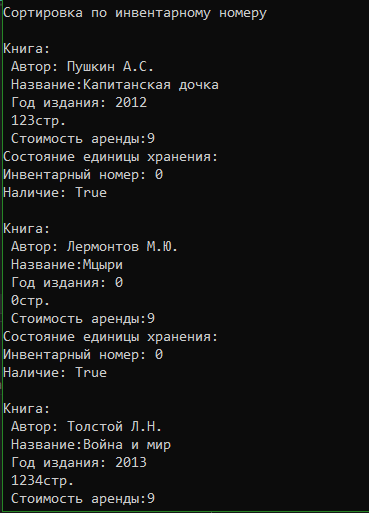 Сортировка по инвентарному номеру
Книга:
Автор: Пушкин А.С.
Название:Капитанская дочка
Год издания: 2012
123стр.
Стоимость аренды:9
Состояние единицы хранения:
Инвентарный номер: 0
Наличие: True
Книга:
Автор: Лермонтов М.Ю.
Название:Мцыри
Год издания: 0
0стр.
Стоимость аренды:9
Состояние единицы хранения:
Инвентарный номер: 0
Наличие: True
Книга:
Автор: Толстой Л.Н.
Название:Война и мир
Год издания: 2013
1234стр.
Стоимость аренды:9